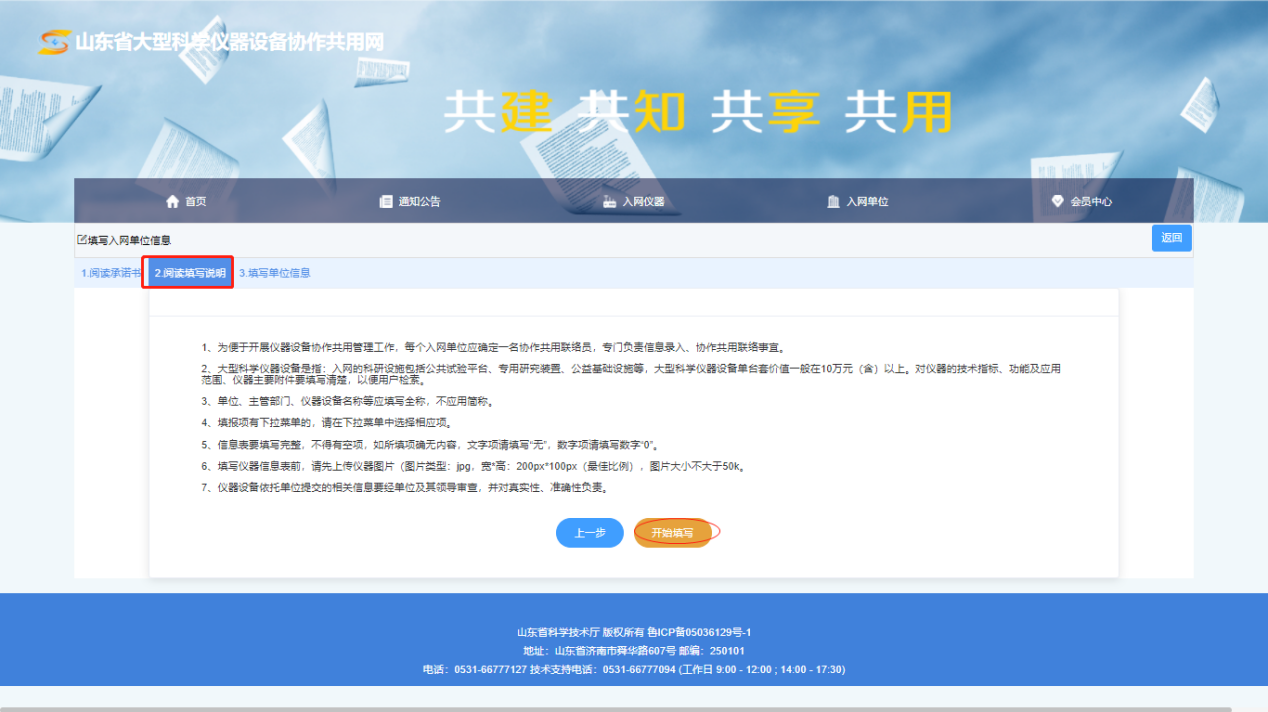 山东省大型科学仪器设备协作共用网
共建 共知 共享 共用
首页 通知公告 入网仪器 入网单位 会员中心
填写入网单位信息 返回
1.阅读承诺书 2.阅读填写说明 3.填写单位信息
1、为便于开展仪器设备协作共用管理工作，每个入网单位应确定一名协作共用联络员，专门负责信息录入、协作共用联络事宜。
2、大型科学仪器设备是指：入网的科研设施包括公共试验平台、专用研究装置、公益基础设施等，大型科学仪器设备单台套价值一般在10万元（含）以上。对仪器的技术指标、功能及应用
范围、仪器主要附件要填写清楚，以便用户检索。
3、单位、主管部门、仪器设备名称等应填写全称，不应用简称。
4、填报项有下拉菜单的，请在下拉菜单中选择相应项。
5、信息表要填写完整，不得有空项，如所填项确无内容，文字项请填写“无”，数字项请填写数字“0”。
6、填写仪器信息表前，请先上传仪器图片（图片类型：jpg，宽*高：200px*100px（最佳比例），图片大小不大于50k。
7、仪器设备依托单位提交的相关信息要经单位及其领导审查，并对真实性、准确性负责。
上一步 开始填写
山东省科学技术厅 版权所有 鲁ICP备05036129号-1
地址：山东省济南市舜华路607号 邮编：250101
电话：0531-66777127 技术支持电话：0531-66777094 (工作日 9:00 - 12:00 ; 14:00 - 17:30)